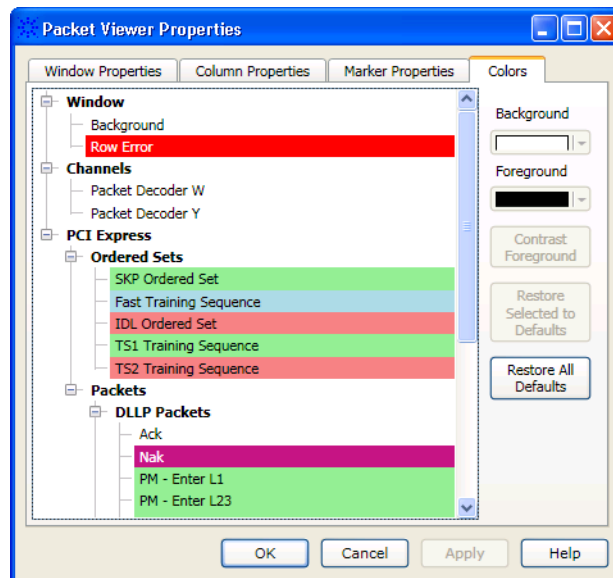 Packet Viewer Properties
Window Properties
Column Properties
Marker Properties
Colors
Window
Background
Row Error
Channels
Packet Decoder W
Packet Decoder Y
PCI Express
Ordered Sets
SKP Ordered Set
Fast Training Sequence
IDL Ordered Set
TS1 Training Sequence
TS2 Training Sequence
Packets
DLLP Packets
Ack
Nak
PM - Enter L1
PM - Enter L23
Background
Foreground
Contrast
Foreground
Restore
Selected to
Defaults
Restore All
Defaults
OK
Cancel
Apply
Help